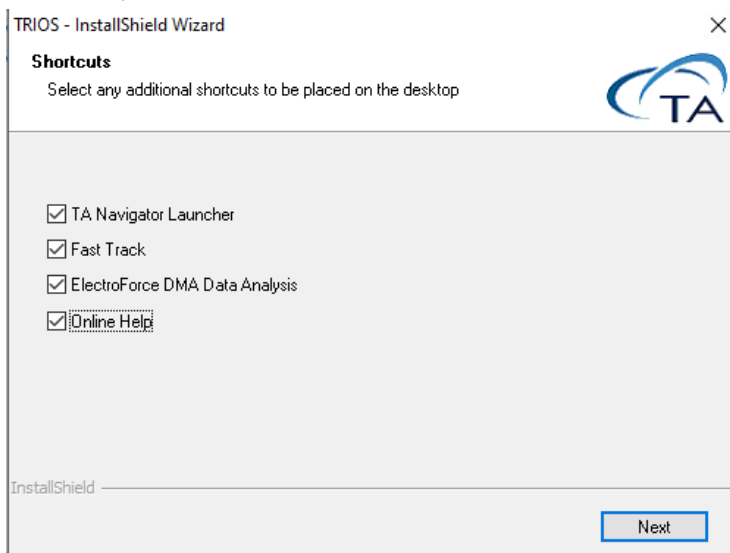 TRIOS - InstallShield Wizard
Shortcuts
Select any additional shortcuts to be placed on the desktop
TA
TA Navigator Launcher
Fast Track
ElectroForce DMA Data Analysis
Online Help
InstallShield
Next